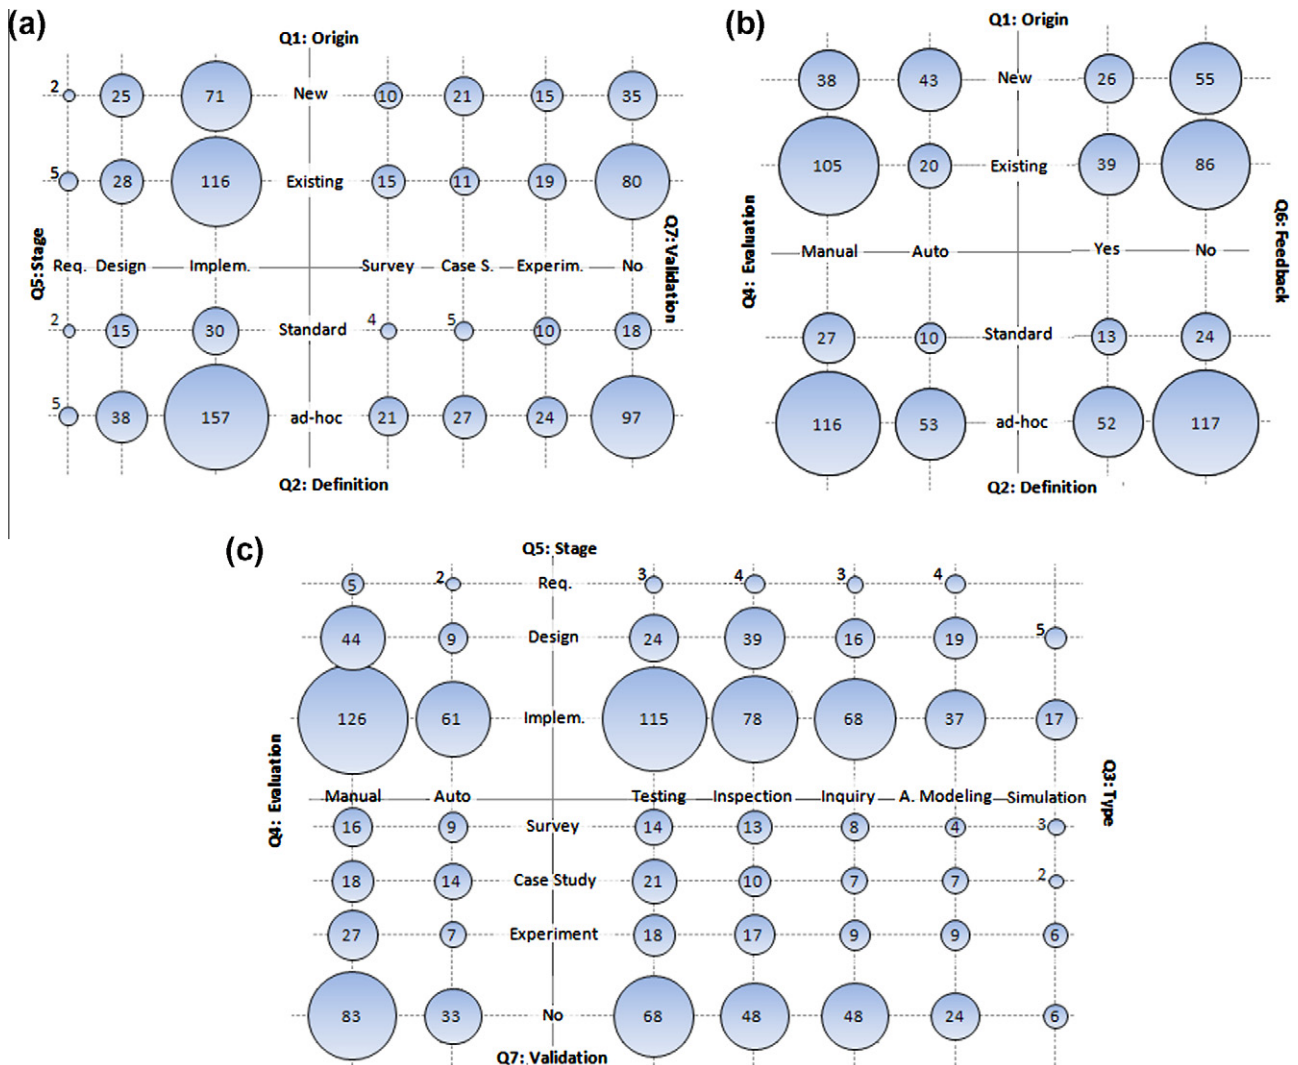 (a)
Q1: Origin
2 25 71 New 10 21 15 35
5 28 116 Existing 15 11 19 80
Q5: Stage
Req. Design Implem. Survey Case S. Experim. No
Q7: Validation
2 15 30 Standard 4 5 10 18
5 38 157 ad-hoc 21 27 24 97
Q2: Definition
(b)
Q1: Origin
38 43 New 26 55
105 20 Existing 39 86
Q4: Evaluation
Manual Auto Yes No
Q6: Feedback
27 10 Standard 13 24
116 53 ad-hoc 52 117
Q2: Definition
(c)
Q5: Stage
5 2 Req. 3 4 3 4
44 9 Design 24 39 16 19 5
126 61 Implem. 115 78 68 37 17
Q4: Evaluation
Manual Auto Testing Inspection Inquiry A. Modeling Simulation
Q3: Type
16 9 Survey 14 13 8 4 3
18 14 Case Study 21 10 7 7 2
27 7 Experiment 18 17 9 9 6
83 33 No 68 48 48 24 6
Q7: Validation